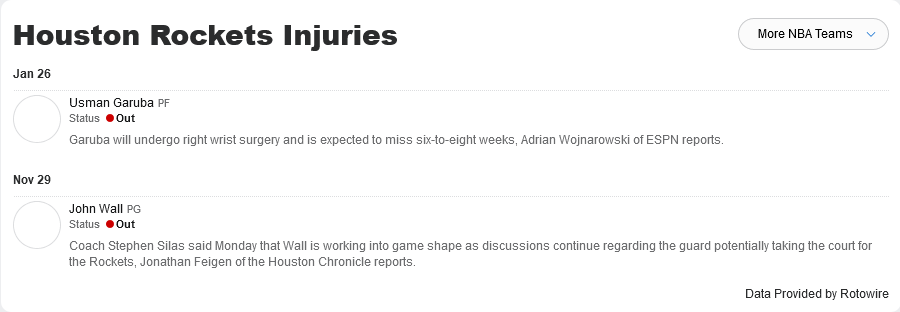 Houston Rockets Injuries
More NBA Teams
Jan 26
Usman Garuba PF
Status Out
Garuba will undergo right wrist surgery and is expected to miss six-to-eight weeks, Adrian Wojnarowski of ESPN reports.
Nov 29
John Wall PG
Status Out
Coach Stephen Silas said Monday that Wall is working into game shape as discussions continue regarding the guard potentially taking the court for
the Rockets, Jonathan Feigen of the Houston Chronicle reports.
Data Provided by Rotowire